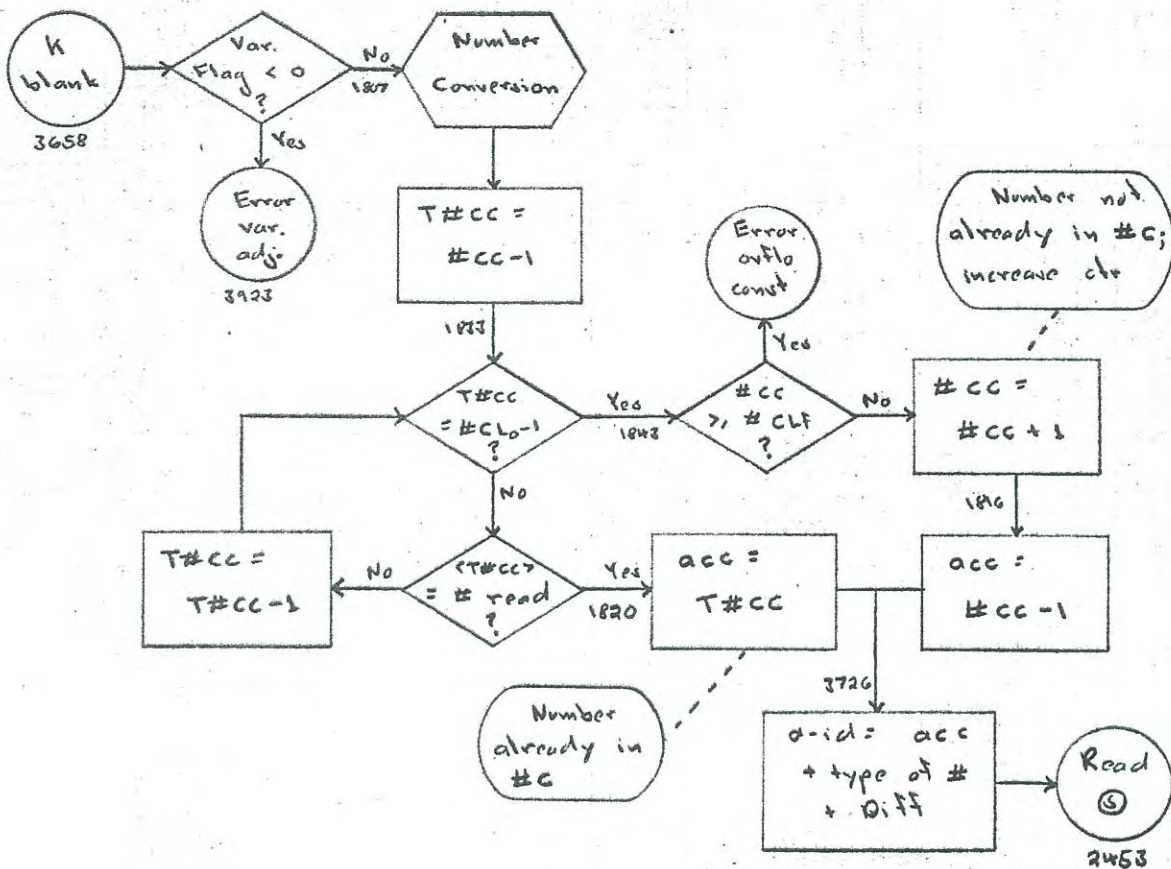 K
blank
3658
Var.
Flag < 0
?
No
Yes
Error
var.
adj.
3923
Number
Conversion
T#CC =
#CC-1
1833
T#CC
= #CL₀-1
?
Yes
1843
No
#CC
>, #CLF
?
Yes
No
Error
ovflo
const
Number not
already in #C;
increase ctr
#CC =
#CC+1
1816
acc =
#CC-1
<T#CC>
= # read
?
No
Yes
1820
T#CC =
T#CC-1
acc =
T#CC
Number
already in
#C
3726
d-id= acc
+ type of #
+ Diff
Read
Ⓢ
2453